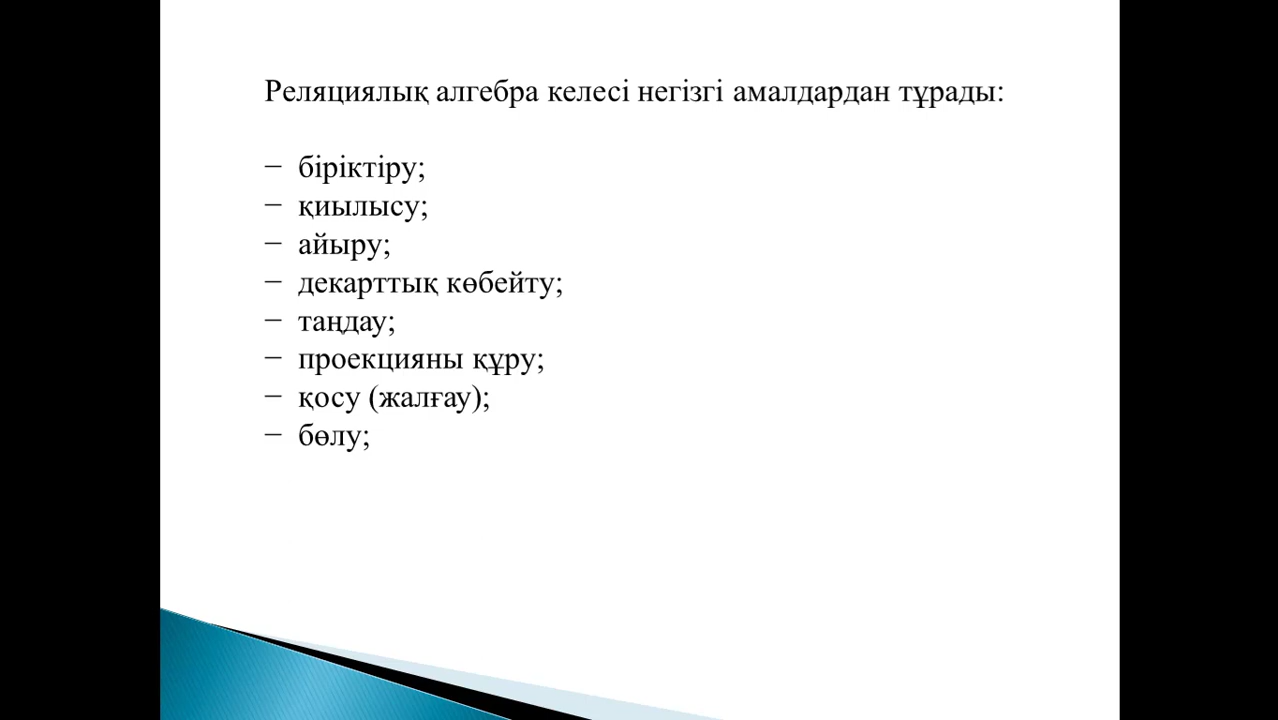 Реляциялық алгебра келесі негізгі амалдардан тұрады:
− біріктіру;
− қиылысу;
− айыру;
− декарттық көбейту;
− таңдау;
− проекцияны құру;
− қосу (жалғау);
− бөлу;